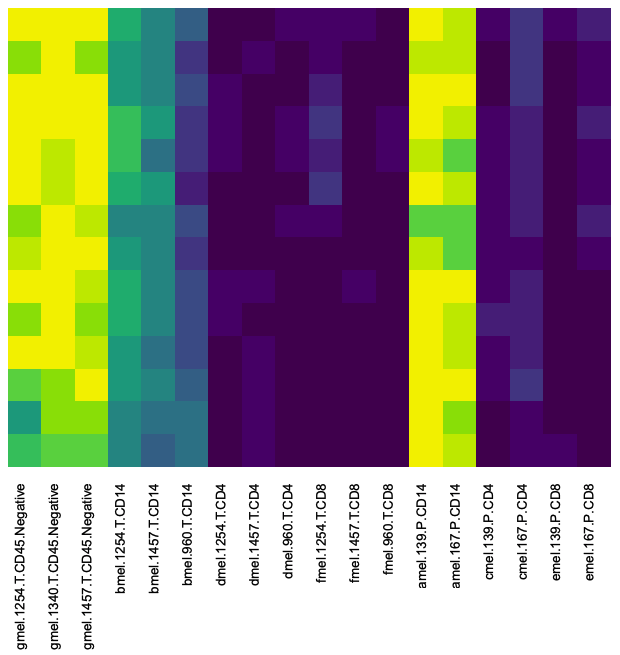 gmel.1254.T.CD45.Negative
gmel.1340.T.CD45.Negative
gmel.1457.T.CD45.Negative
bmel.1254.T.CD14
bmel.1457.T.CD14
bmel.960.T.CD14
dmel.1254.T.CD4
dmel.1457.T.CD4
dmel.960.T.CD4
fmel.1254.T.CD8
fmel.1457.T.CD8
fmel.960.T.CD8
amel.139.P.CD14
amel.167.P.CD14
cmel.139.P.CD4
cmel.167.P.CD4
emel.139.P.CD8
emel.167.P.CD8